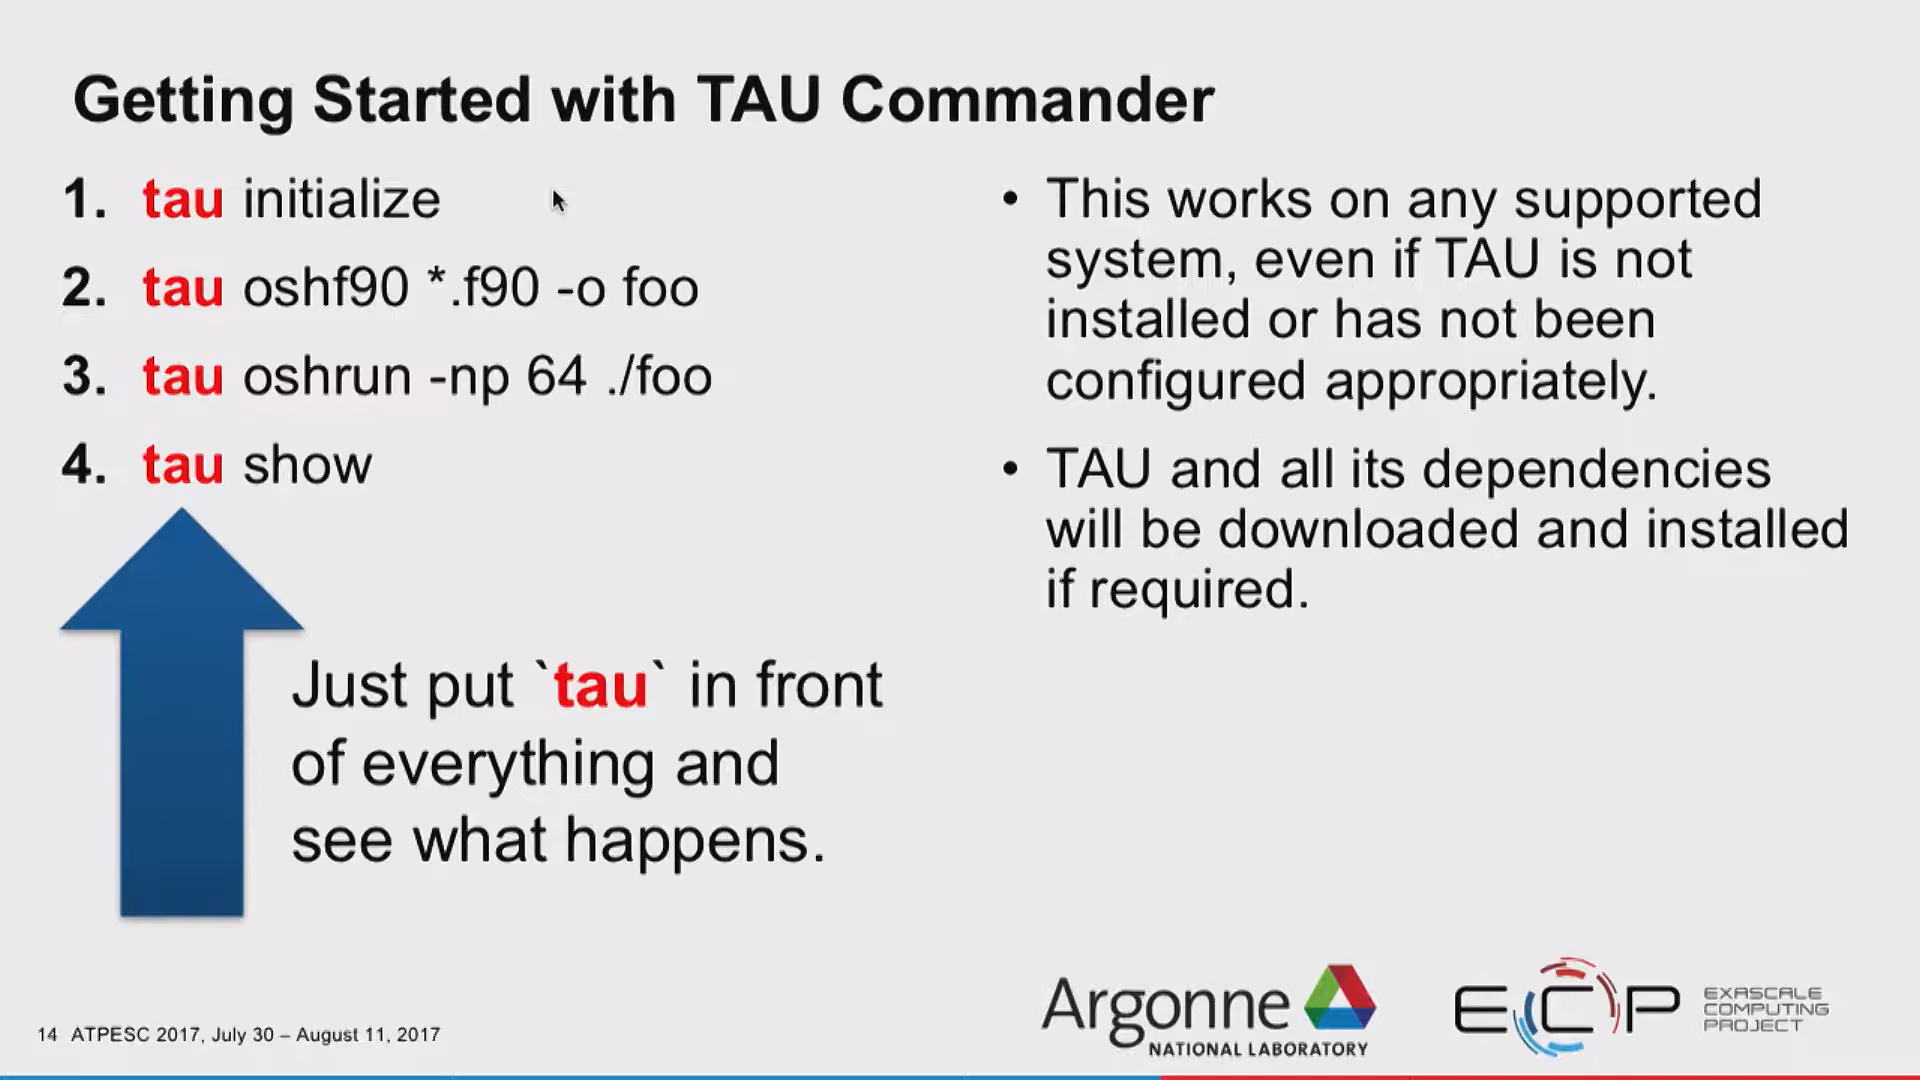 Getting Started with TAU Commander
1. tau initialize
2. tau oshf90 *.f90 -o foo
3. tau oshrun -np 64 ./foo
4. tau show
Just put `tau` in front
of everything and
see what happens.
• This works on any supported
system, even if TAU is not
installed or has not been
configured appropriately.
• TAU and all its dependencies
will be downloaded and installed
if required.
14 ATPESC 2017, July 30 – August 11, 2017
Argonne
NATIONAL LABORATORY
ECP
EXASCALE
COMPUTING
PROJECT